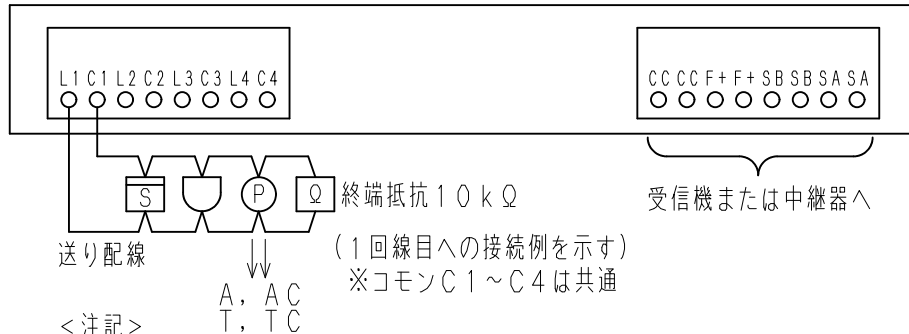 L1 C1 L2 C2 L3 C3 L4 C4
CC CC F+ F+ SB SB SA SA
S
P
Ω
終端抵抗10kΩ
受信機または中継器へ
送り配線
(1回線目への接続例を示す)
※コモンC1~C4は共通
A, AC
T, TC
<注記>